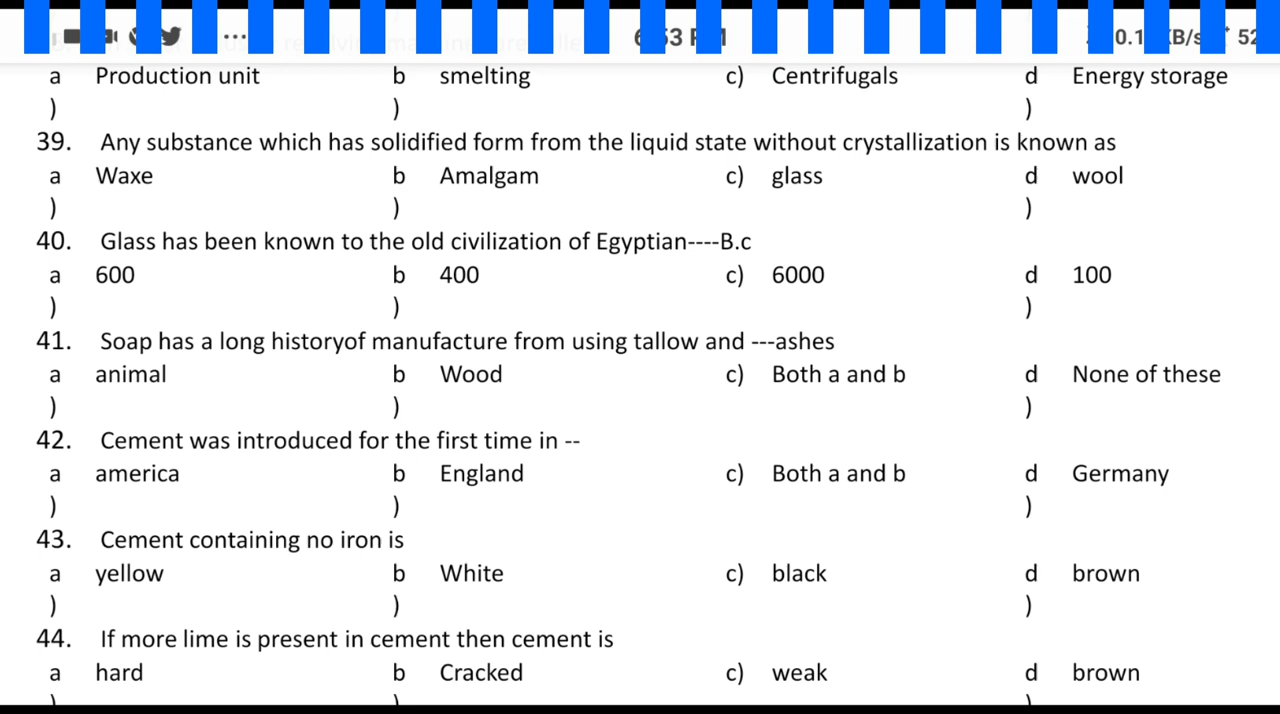 a Production unit b smelting c) Centrifugals d Energy storage
) ) )
39. Any substance which has solidified form from the liquid state without crystallization is known as
a Waxe b Amalgam c) glass d wool
) ) )
40. Glass has been known to the old civilization of Egyptian----B.c
a 600 b 400 c) 6000 d 100
) ) )
41. Soap has a long historyof manufacture from using tallow and ---ashes
a animal b Wood c) Both a and b d None of these
) ) )
42. Cement was introduced for the first time in --
a america b England c) Both a and b d Germany
) ) )
43. Cement containing no iron is
a yellow b White c) black d brown
) ) )
44. If more lime is present in cement then cement is
a hard b Cracked c) weak d brown
) ) )